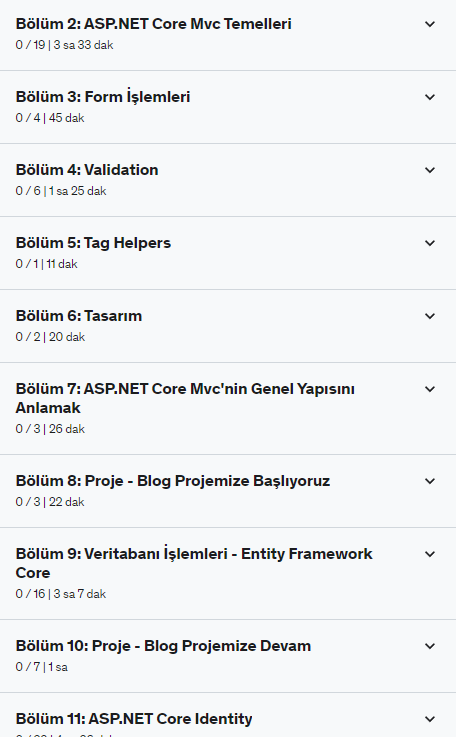 Bölüm 2: ASP.NET Core Mvc Temelleri
0 / 19 | 3 sa 33 dak
Bölüm 3: Form İşlemleri
0 / 4 | 45 dak
Bölüm 4: Validation
0 / 6 | 1 sa 25 dak
Bölüm 5: Tag Helpers
0 / 1 | 11 dak
Bölüm 6: Tasarım
0 / 2 | 20 dak
Bölüm 7: ASP.NET Core Mvc'nin Genel Yapısını
Anlamak
0 / 3 | 26 dak
Bölüm 8: Proje - Blog Projemize Başlıyoruz
0 / 3 | 22 dak
Bölüm 9: Veritabanı İşlemleri - Entity Framework
Core
0 / 16 | 3 sa 7 dak
Bölüm 10: Proje - Blog Projemize Devam
0 / 7 | 1 sa
Bölüm 11: ASP.NET Core Identity